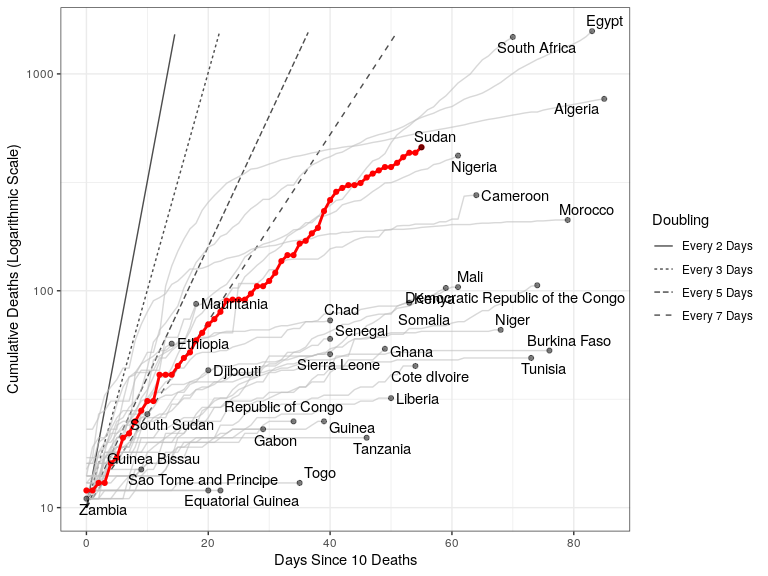 Egypt
South Africa
Algeria
Sudan
Nigeria
Cameroon
Morocco
Mali
Mauritania
Kenya
Democratic Republic of the Congo
Chad
Somalia
Senegal
Niger
Ethiopia
Ghana
Burkina Faso
Sierra Leone
Tunisia
Djibouti
Cote dIvoire
Liberia
Republic of Congo
South Sudan
Guinea
Gabon
Tanzania
Guinea Bissau
Sao Tome and Principe
Togo
Equatorial Guinea
Zambia
1000
100
10
0
20
40
60
80
Days Since 10 Deaths
Cumulative Deaths (Logarithmic Scale)
Doubling
Every 2 Days
Every 3 Days
Every 5 Days
Every 7 Days